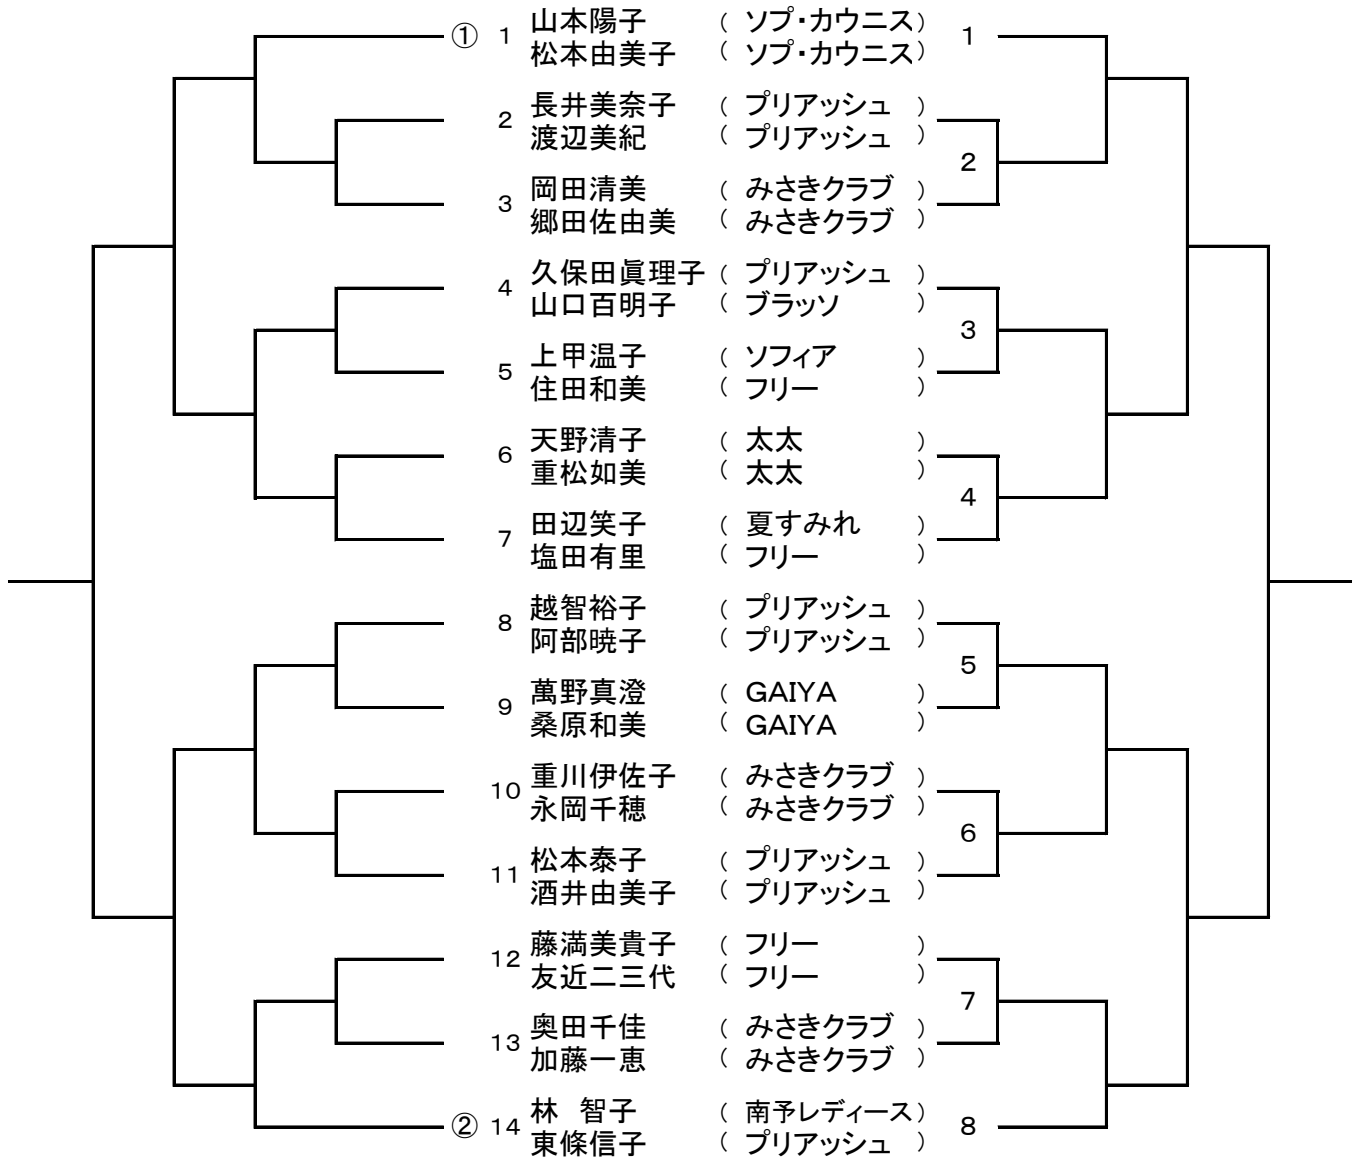 ① 1 山本陽子 ( ソプ・カウニス ) 1
松本由美子 ( ソプ・カウニス )
2 長井美奈子 ( プリアッシュ )
渡辺美紀 ( プリアッシュ )
2
3 岡田清美 ( みさきクラブ )
郷田佐由美 ( みさきクラブ )
4 久保田眞理子 ( プリアッシュ )
山口百明子 ( ブラッソ )
3
5 上甲温子 ( ソフィア )
住田和美 ( フリー )
6 天野清子 ( 太太 )
重松如美 ( 太太 )
4
7 田辺笑子 ( 夏すみれ )
塩田有里 ( フリー )
8 越智裕子 ( プリアッシュ )
阿部暁子 ( プリアッシュ )
5
9 萬野真澄 ( GAIYA )
桑原和美 ( GAIYA )
10 重川伊佐子 ( みさきクラブ )
永岡千穂 ( みさきクラブ )
6
11 松本泰子 ( プリアッシュ )
酒井由美子 ( プリアッシュ )
12 藤満美貴子 ( フリー )
友近二三代 ( フリー )
7
13 奥田千佳 ( みさきクラブ )
加藤一恵 ( みさきクラブ )
② 14 林 智子 ( 南予レディース ) 8
東條信子 ( プリアッシュ )